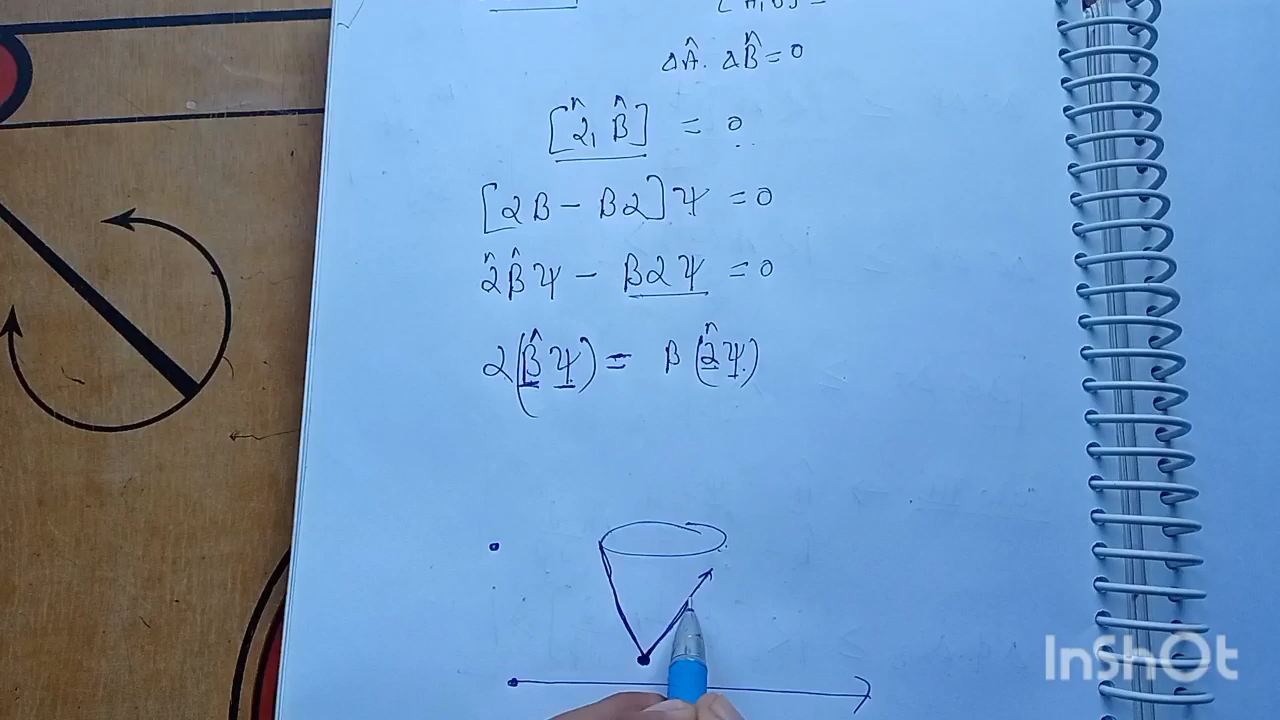 ΔÂ. ΔB̂ = 0
[α̂, β̂] = 0
[αβ - βα]ψ = 0
α̂β̂ψ - βαψ = 0
α(β̂ψ) = β(α̂ψ)
InShOt